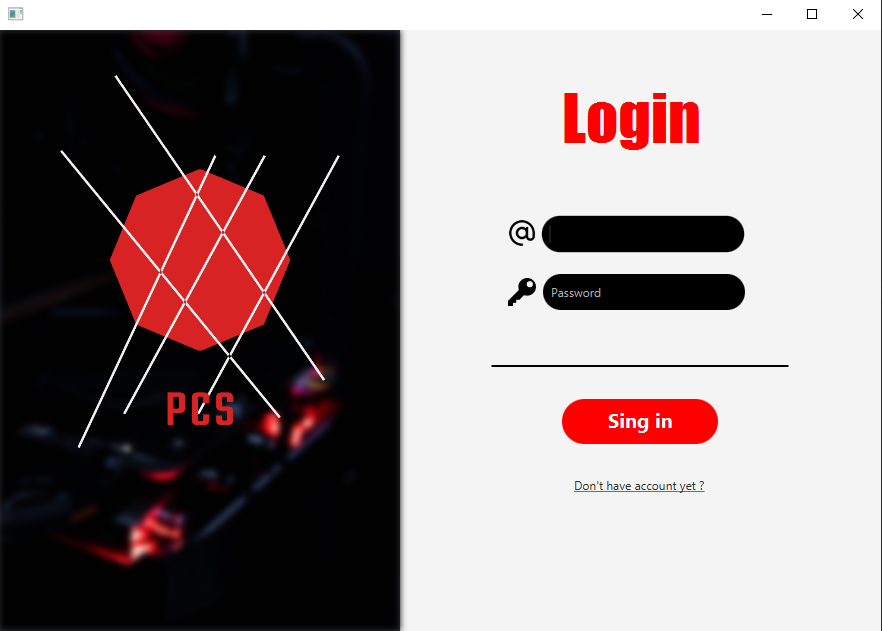 Login
Password
PCS
Sing in
Don't have account yet ?